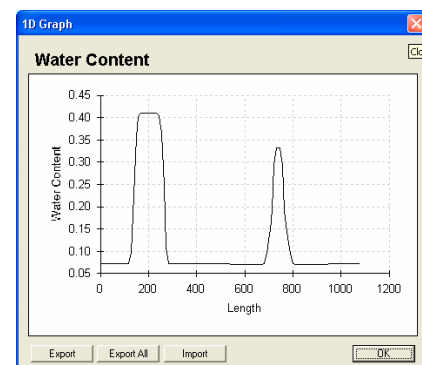 1D Graph
Clo
Water Content
0.45
0.40
0.35
0.30
0.25
0.20
0.15
0.10
0.05
Water Content
0 200 400 600 800 1000 1200
Length
Export Export All Import OK